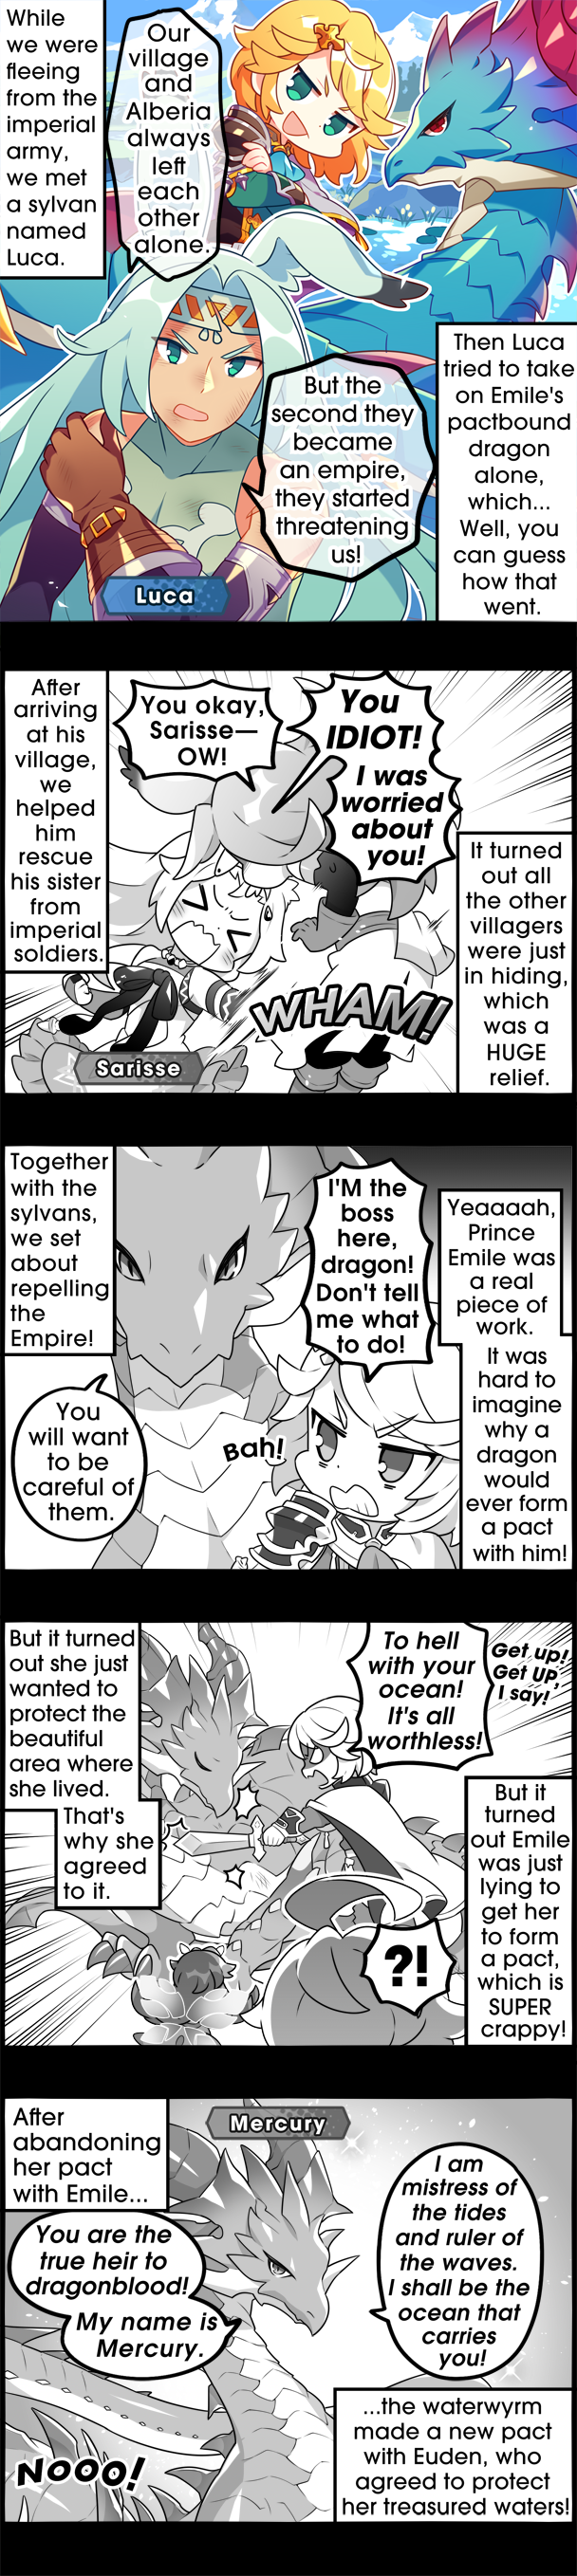 While
we were
fleeing
from the
imperial
army,
we met
a sylvan
named
Luca.
Our
village
and
Alberia
always
left
each
other
alone.
But the
second they
became
an empire,
they started
threatening
us!
Luca
Then Luca
tried to take
on Emile's
pactbound
dragon
alone,
which...
Well, you
can guess
how that
went.
After
arriving
at his
village,
we
helped
him
rescue
his sister
from
imperial
soldiers.
You okay,
Sarisse—
OW!
You
IDIOT!
I was
worried
about
you!
WHAM!
Sarisse
It turned
out all
the other
villagers
were just
in hiding,
which
was a
HUGE
relief.
Together
with the
sylvans,
we set
about
repelling
the
Empire!
You
will want
to be
careful of
them.
I'M the
boss
here,
dragon!
Don't tell
me what
to do!
Bah!
Yeaaaah,
Prince
Emile was
a real
piece of
work.
It was
hard to
imagine
why a
dragon
would
ever form
a pact
with him!
But it turned
out she just
wanted to
protect the
beautiful
area where
she lived.
That's
why she
agreed
to it.
To hell
with your
ocean!
It's all
worthless!
Get up!
Get UP,
I say!
?!
But it
turned
out Emile
was just
lying to
get her
to form
a pact,
which is
SUPER
crappy!
After
abandoning
her pact
with Emile...
Mercury
You are the
true heir to
dragonblood!
My name is
Mercury.
I am
mistress of
the tides
and ruler of
the waves.
I shall be the
ocean that
carries
you!
NOOO!
...the waterwyrm
made a new pact
with Euden, who
agreed to protect
her treasured waters!